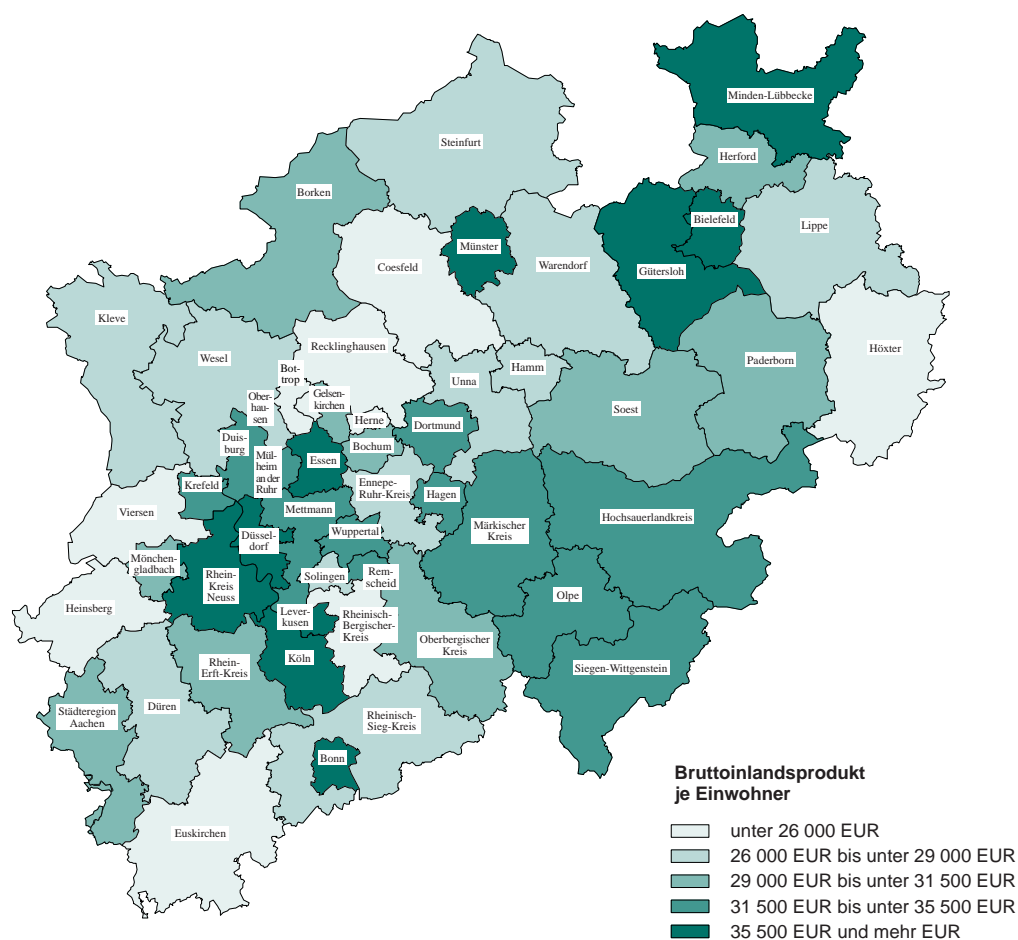 Minden-Lübbecke
Steinfurt
Herford
Borken
Bielefeld
Lippe
Münster
Coesfeld
Warendorf
Gütersloh
Kleve
Höxter
Recklinghausen
Wesel
Paderborn
Bot-
trop
Hamm
Unna
Gelsen-
kirchen
Ober-
hau-
sen
Soest
Herne
Dortmund
Duis-
burg
Bochum
Essen
Mül-
heim
an der
Ruhr
Krefeld
Ennepe-
Ruhr-Kreis
Hagen
Mettmann
Viersen
Hochsauerlandkreis
Märkischer
Kreis
Wuppertal
Düssel-
dorf
Mönchen-
gladbach
Rhein-
Kreis
Neuss
Solingen
Rem-
scheid
Olpe
Heinsberg
Lever-
kusen
Rheinisch-
Bergischer-
Kreis
Oberbergischer
Kreis
Köln
Rhein-
Erft-Kreis
Siegen-Wittgenstein
Düren
Städteregion
Aachen
Rheinisch-
Sieg-Kreis
Bonn
Euskirchen
Bruttoinlandsprodukt
je Einwohner
unter 26 000 EUR
26 000 EUR bis unter 29 000 EUR
29 000 EUR bis unter 31 500 EUR
31 500 EUR bis unter 35 500 EUR
35 500 EUR und mehr EUR